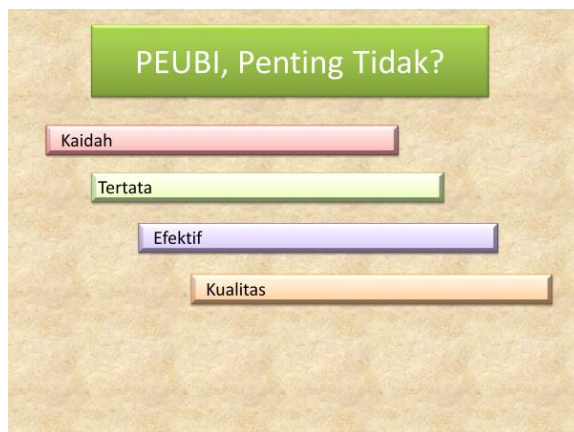 PEUBI, Penting Tidak?
Kaidah
Tertata
Efektif
Kualitas